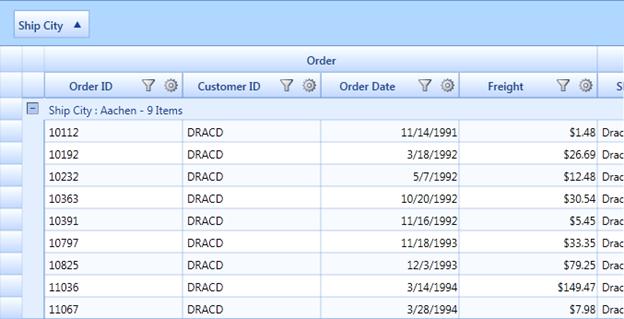 Ship City
Order
Order ID Customer ID Order Date Freight
Ship City : Aachen - 9 Items
10112 DRACD 11/14/1991 $1.48 Drac
10192 DRACD 3/18/1992 $26.69 Drac
10232 DRACD 5/7/1992 $12.48 Drac
10363 DRACD 10/20/1992 $30.54 Drac
10391 DRACD 11/16/1992 $5.45 Drac
10797 DRACD 11/18/1993 $33.35 Drac
10825 DRACD 12/3/1993 $79.25 Drac
11036 DRACD 3/14/1994 $149.47 Drac
11067 DRACD 3/28/1994 $7.98 Drac